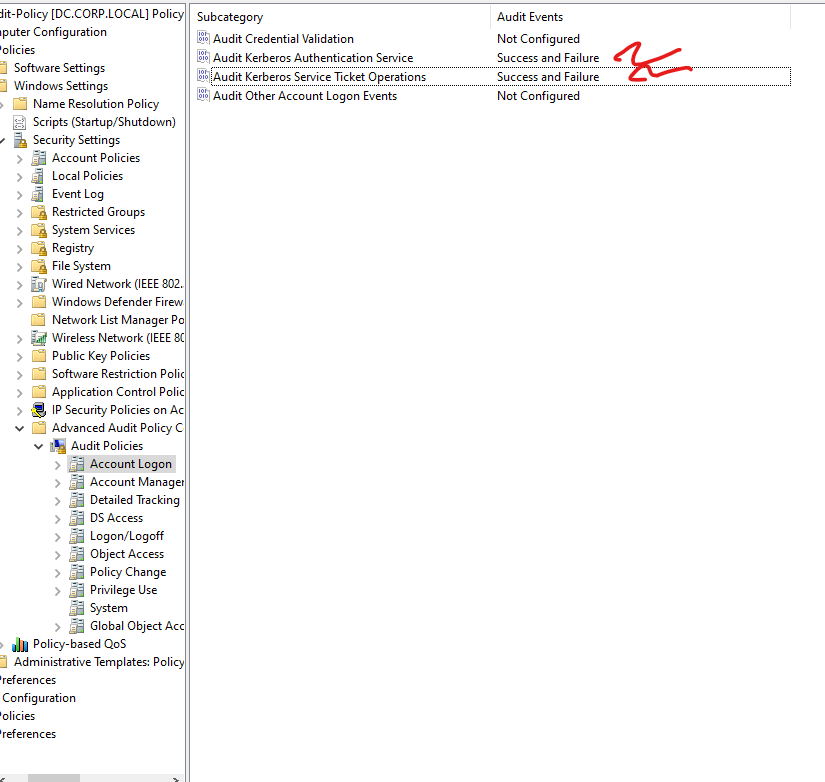 dit-Policy [DC.CORP.LOCAL] Policy
mputer Configuration
Policies
Software Settings
Windows Settings
Name Resolution Policy
Scripts (Startup/Shutdown)
Security Settings
Account Policies
Local Policies
Event Log
Restricted Groups
System Services
Registry
File System
Wired Network (IEEE 802.
Windows Defender Firew
Network List Manager Po
Wireless Network (IEEE 80
Public Key Policies
Software Restriction Polic
Application Control Polic
IP Security Policies on Ac
Advanced Audit Policy C
Audit Policies
Account Logon
Account Manager
Detailed Tracking
DS Access
Logon/Logoff
Object Access
Policy Change
Privilege Use
System
Global Object Acc
Policy-based QoS
Administrative Templates: Policy
Preferences
Configuration
Policies
Preferences
Subcategory Audit Events
Audit Credential Validation Not Configured
Audit Kerberos Authentication Service Success and Failure
Audit Kerberos Service Ticket Operations Success and Failure
Audit Other Account Logon Events Not Configured